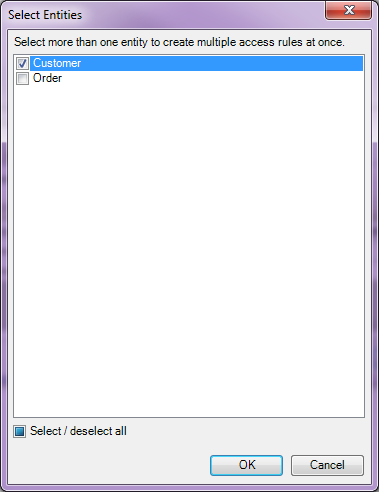 Select Entities
Select more than one entity to create multiple access rules at once.
Customer
Order
Select / deselect all
OK
Cancel